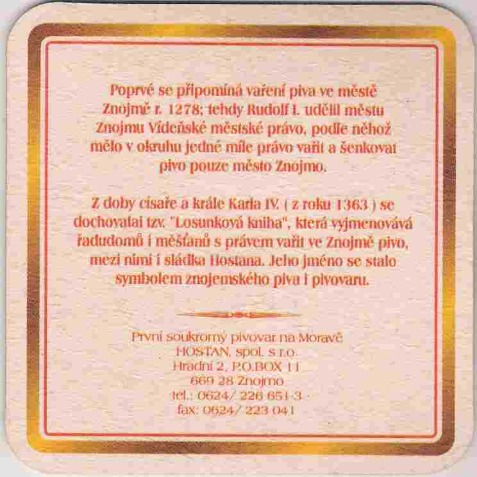 Poprvé se připomíná vaření piva ve městě
Znojmě r. 1278; tehdy Rudolf I. udělil městu
Znojmu Vídeňské městské právo, podle něhož
mělo v okruhu jedné míle právo vařit a šenkovat
pivo pouze město Znojmo.
Z doby císaře a krále Karla IV. ( z roku 1363 ) se
dochovalai tzv. "Losunková kniha", která vyjmenovává
řadudomů i měšťanů s právem vařit ve Znojmě pivo,
mezi nimi i sládka Hostana. Jeho jméno se stalo
symbolem znojemského piva i pivovaru.
První soukromý pivovar na Moravě
HOSTAN, spol. s r.o.
Hradní 2, P.O.BOX 11
669 28 Znojmo
tel.: 0624/ 226 651-3
fax: 0624/ 223 041